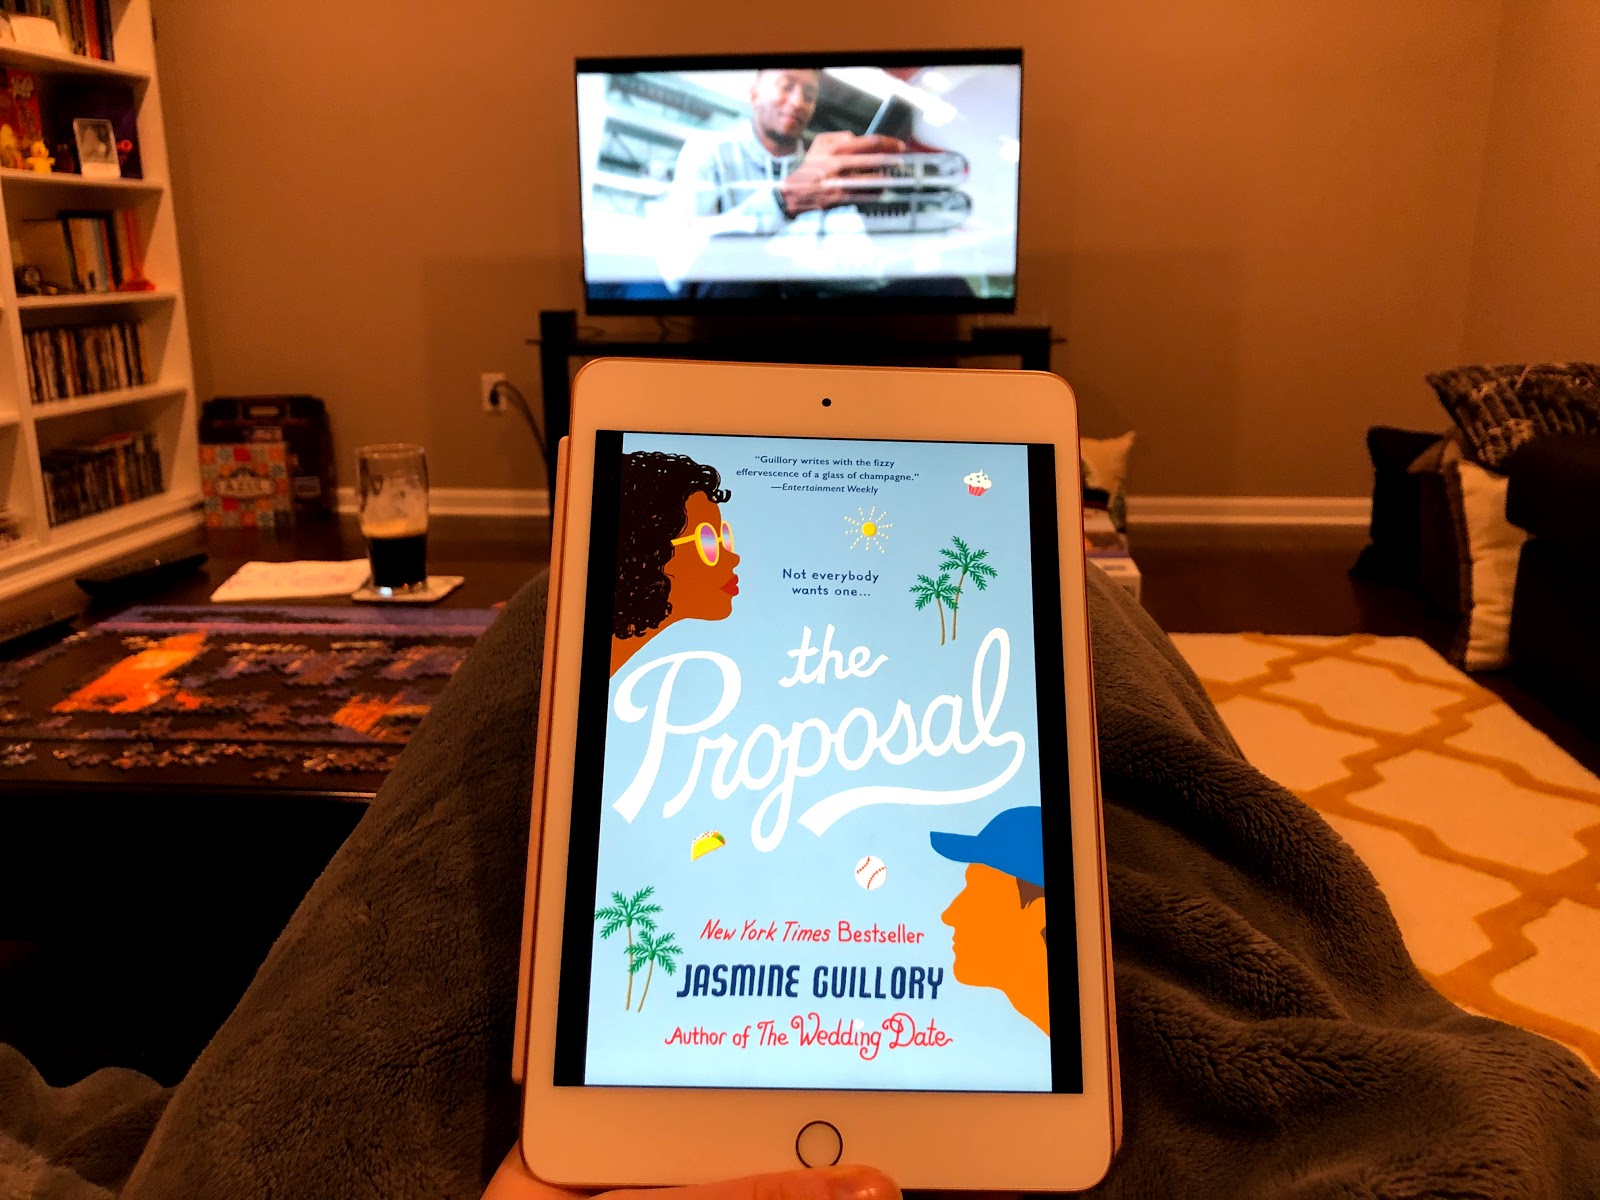 “Guillory writes with the fizzy
effervescence of a glass of champagne.”
—Entertainment Weekly
Not everybody
wants one...
the
Proposal
New York Times Bestseller
JASMINE GUILLORY
Author of The Wedding Date
AZUL